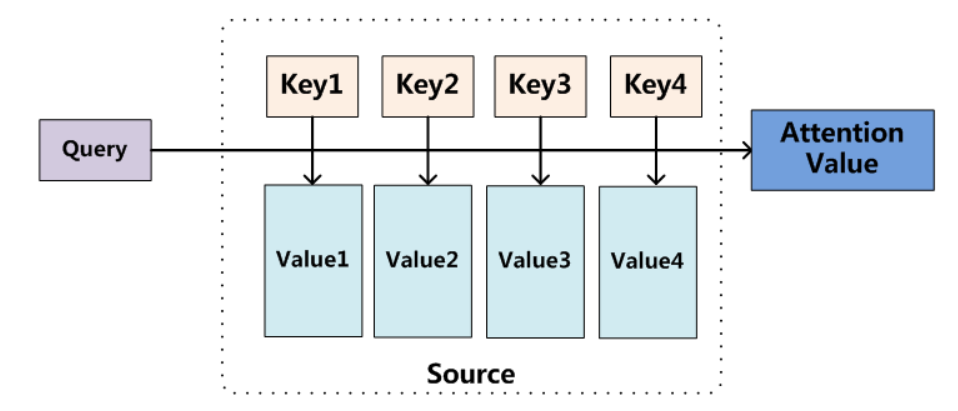 Key1 Key2 Key3 Key4
Query
Attention
Value
Value1 Value2 Value3 Value4
Source